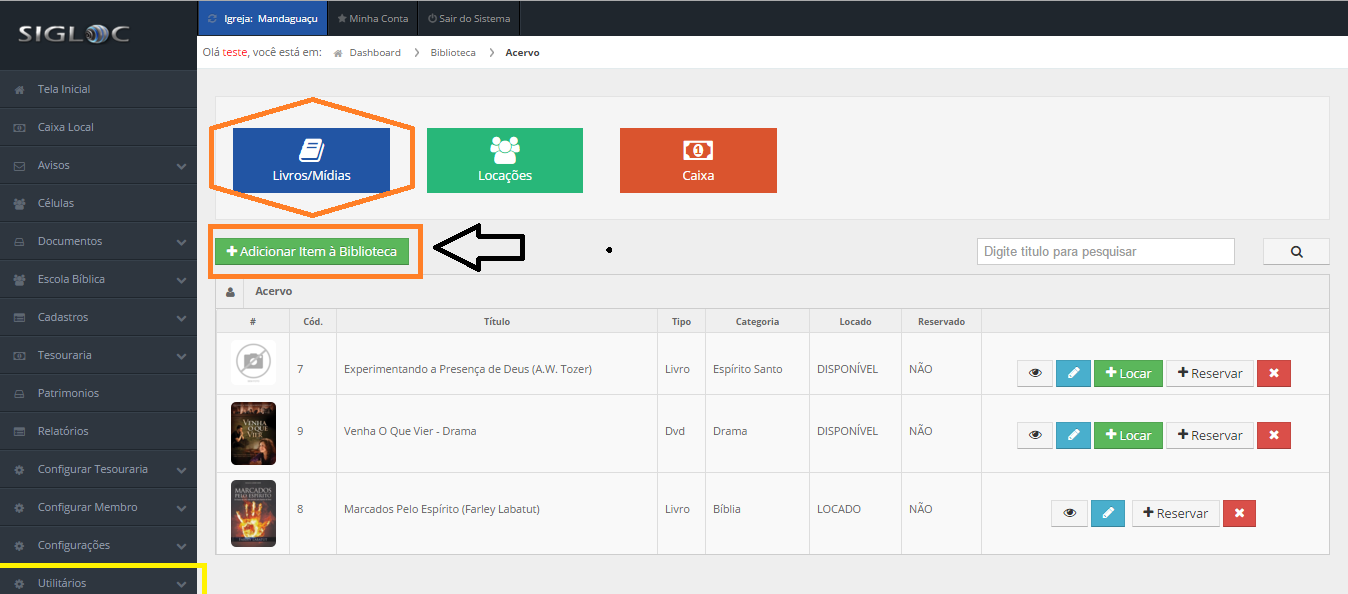 SIGLOC
Igreja: Mandaguaçu
Minha Conta
Sair do Sistema
Olá teste, você está em: Dashboard > Biblioteca > Acervo
Tela Inicial
Caixa Local
Avisos
Células
Documentos
Escola Bíblica
Cadastros
Tesouraria
Patrimonios
Relatórios
Configurar Tesouraria
Configurar Membro
Configurações
Utilitários
Livros/Mídias
Locações
Caixa
Adicionar Item à Biblioteca
Digite titulo para pesquisar
Acervo
# Cód. Título Tipo Categoria Locado Reservado
7 Experimentando a Presença de Deus (A.W. Tozer) Livro Espírito Santo DISPONÍVEL NÃO Locar Reservar
VENHA
O QUE
VIER
9 Venha O Que Vier - Drama Dvd Drama DISPONÍVEL NÃO Locar Reservar
MARCADOS
PELO ESPÍRITO
8 Marcados Pelo Espírito (Farley Labatut) Livro Bíblia LOCADO NÃO Reservar